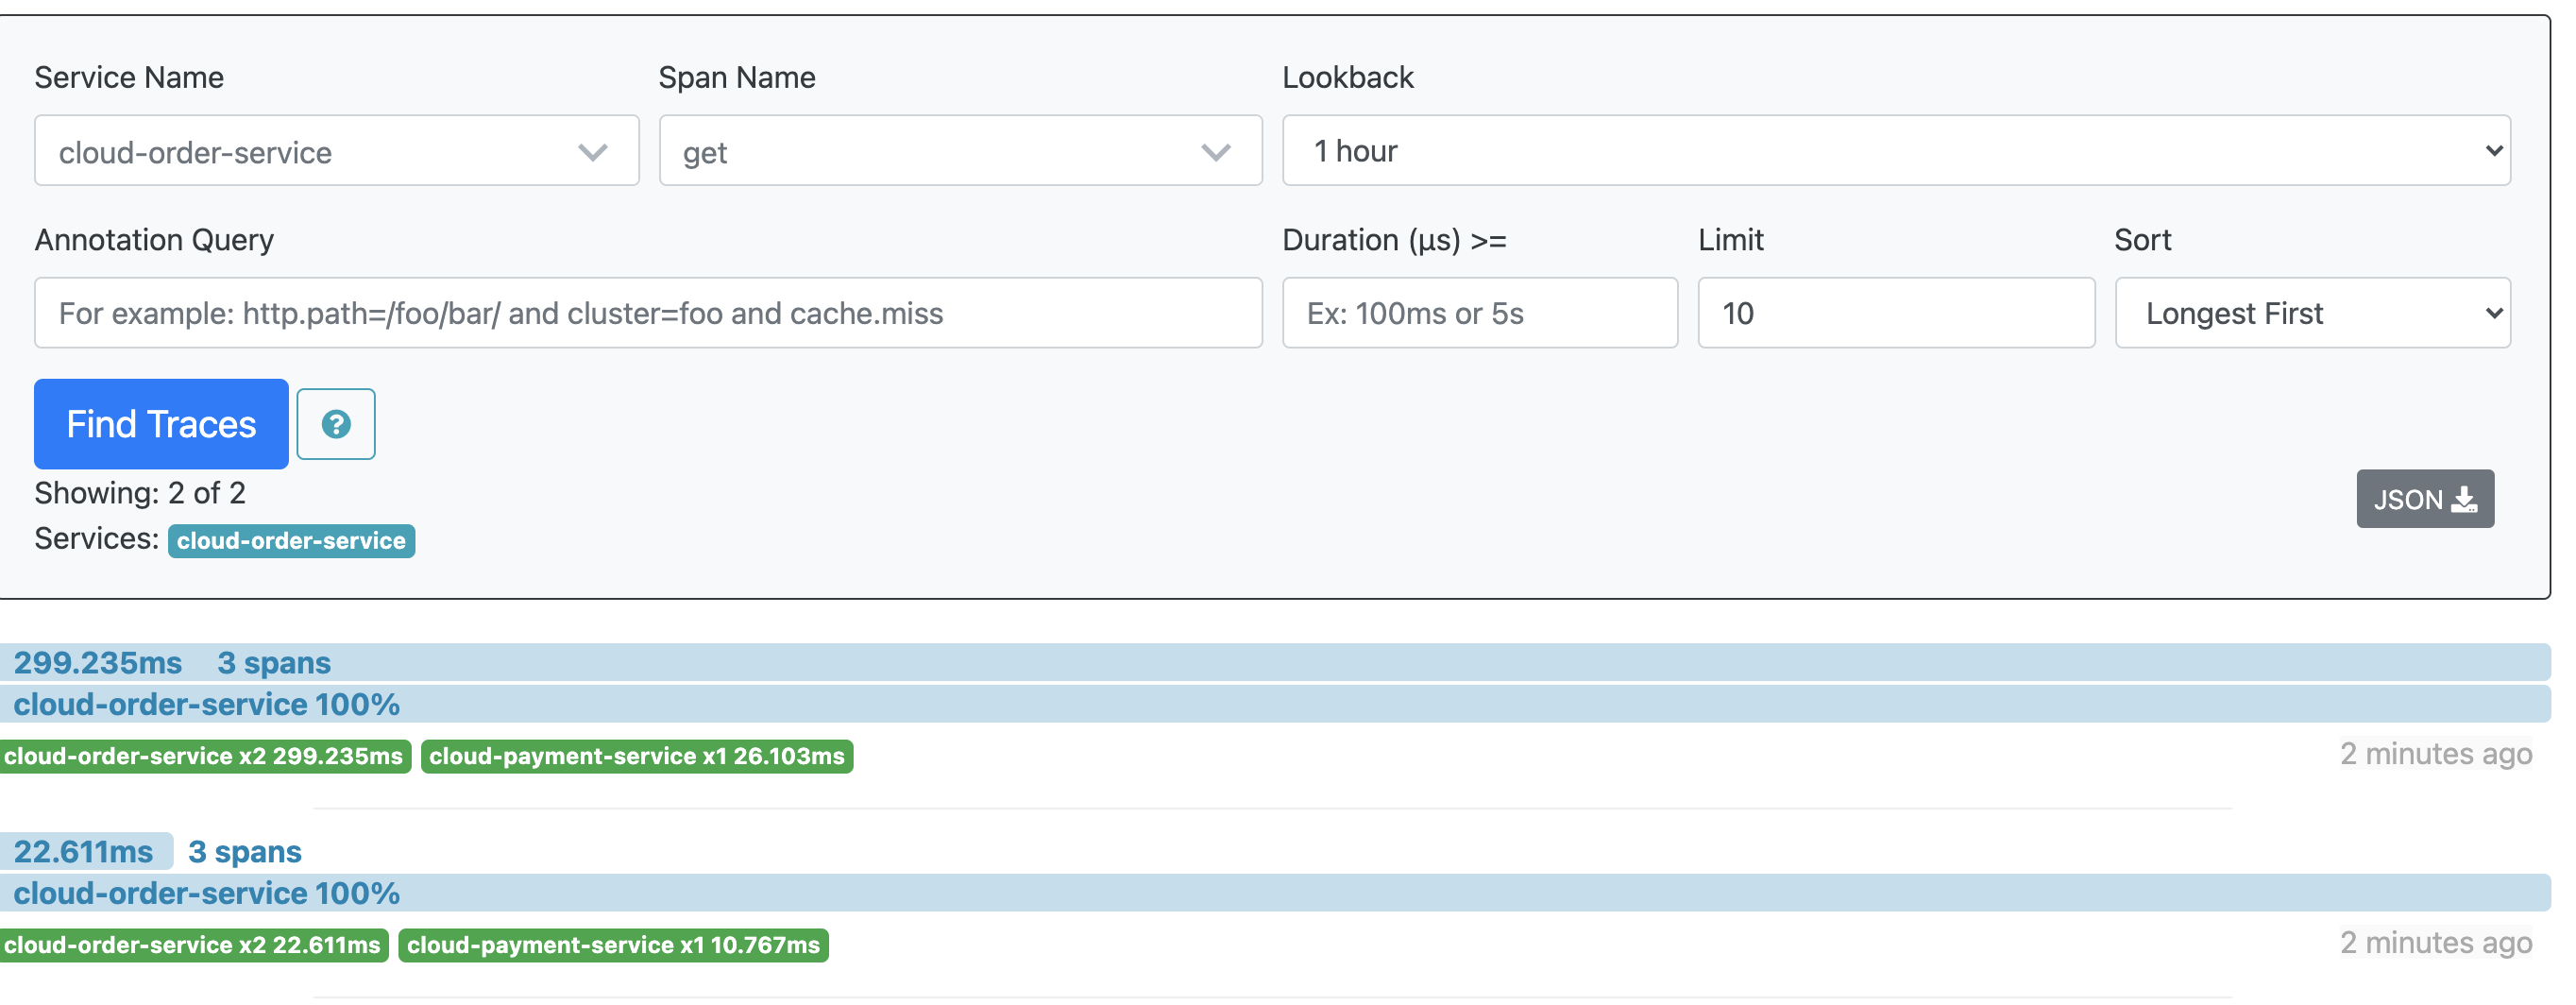 Service Name Span Name Lookback
cloud-order-service get 1 hour
Annotation Query Duration (μs) >= Limit Sort
For example: http.path=/foo/bar/ and cluster=foo and cache.miss Ex: 100ms or 5s 10 Longest First
Find Traces ?
Showing: 2 of 2
JSON
Services: cloud-order-service
299.235ms 3 spans
cloud-order-service 100%
cloud-order-service x2 299.235ms cloud-payment-service x1 26.103ms 2 minutes ago
22.611ms 3 spans
cloud-order-service 100%
cloud-order-service x2 22.611ms cloud-payment-service x1 10.767ms 2 minutes ago